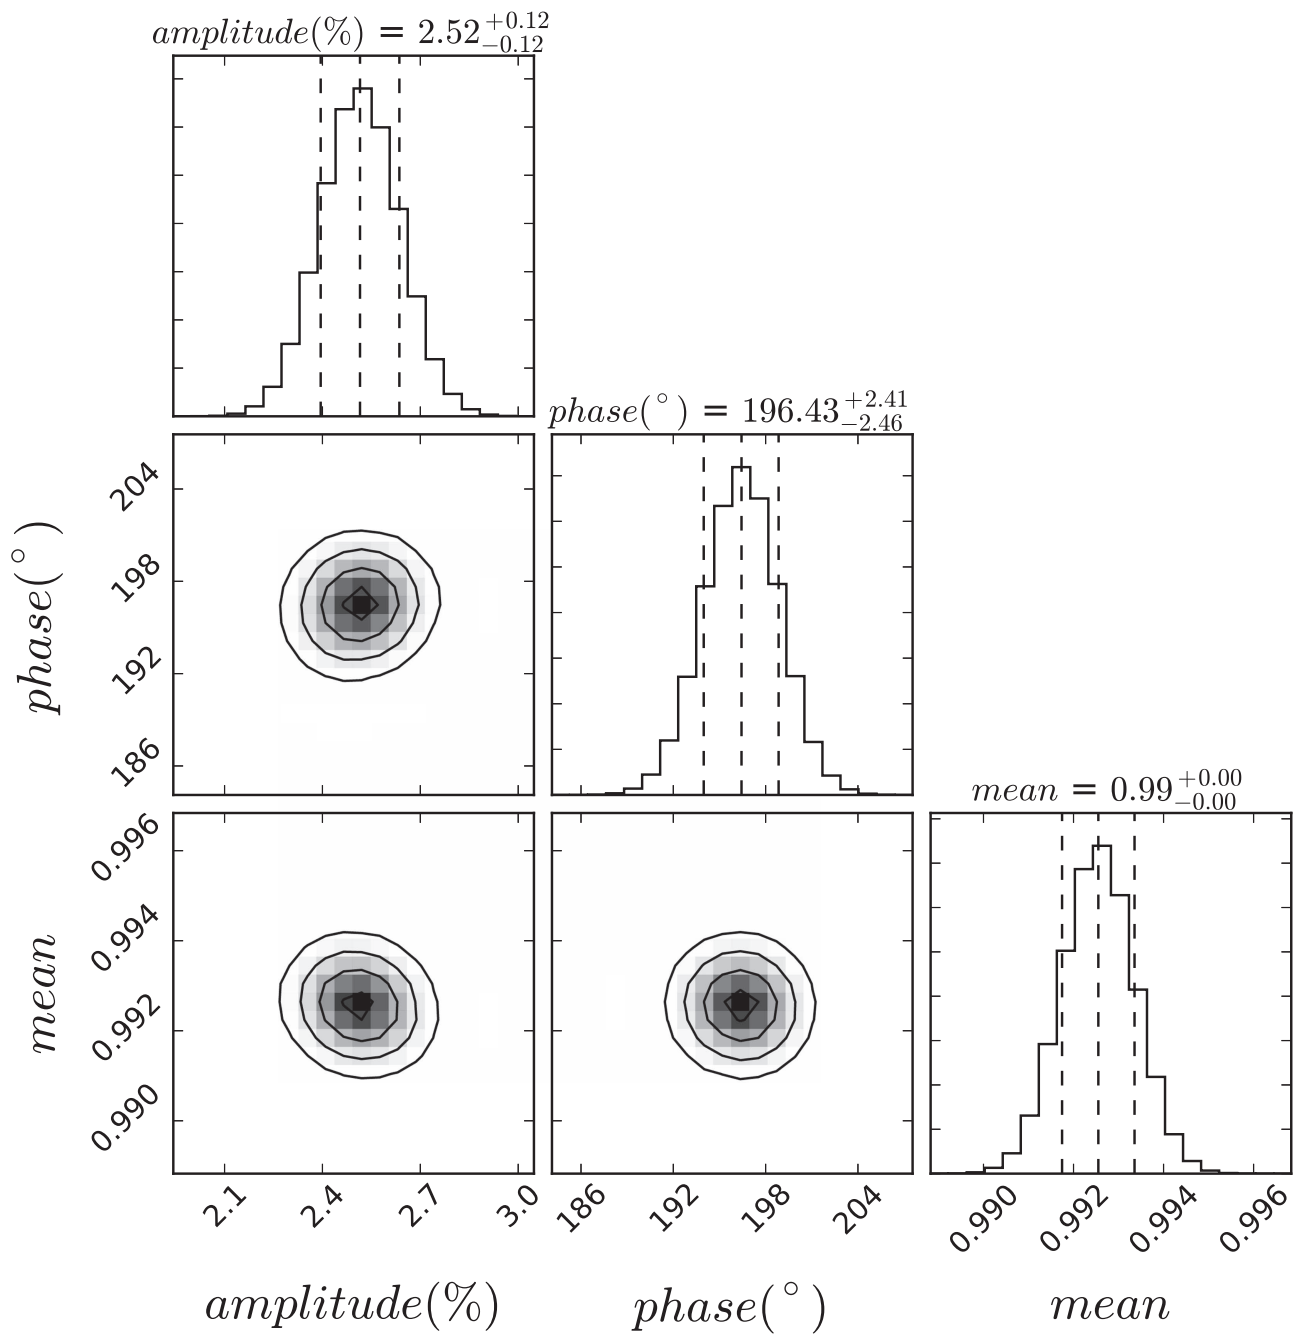 amplitude(%) = 2.52 +0.12 −0.12
phase(°) = 196.43 +2.41 −2.46
mean = 0.99 +0.00 −0.00
phase(°)
204
198
192
186
mean
0.996
0.994
0.992
0.990
2.1 2.4 2.7 3.0
186 192 198 204
0.990 0.992 0.994 0.996
amplitude(%)
phase(°)
mean